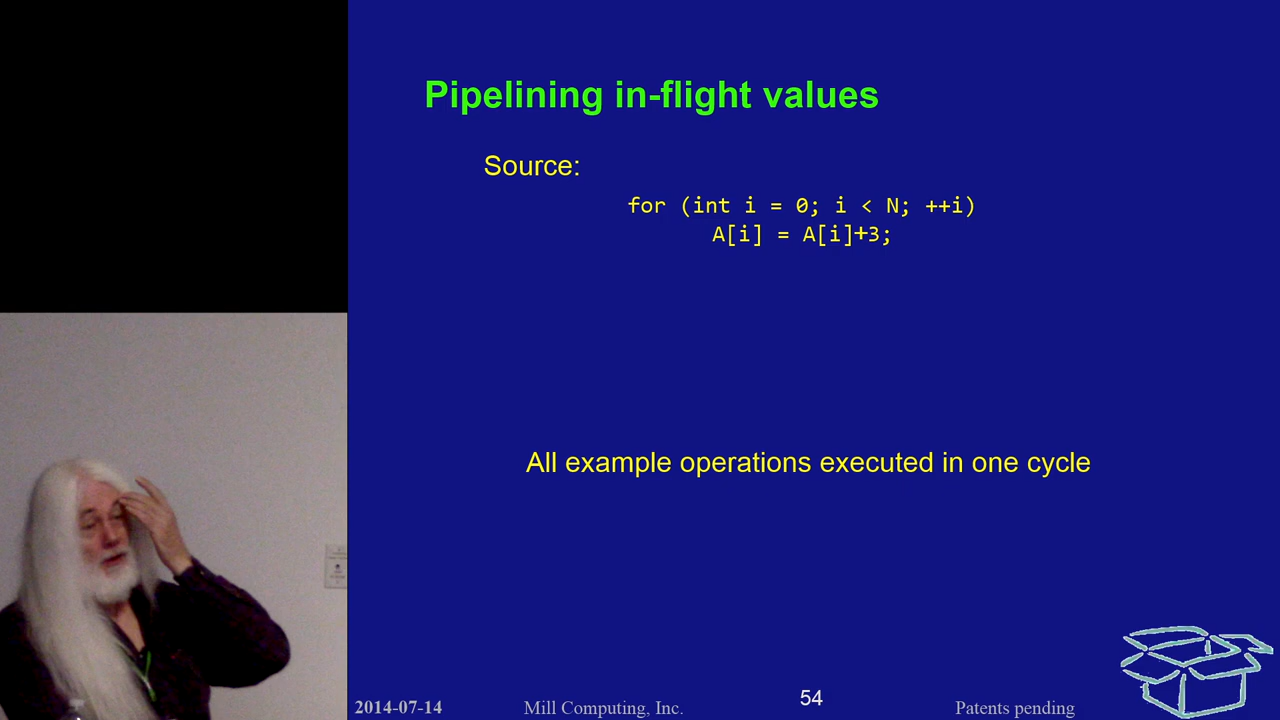 Pipelining in-flight values
Source:
for (int i = 0; i < N; ++i)
A[i] = A[i]+3;
All example operations executed in one cycle
2014-07-14
Mill Computing, Inc.
54
Patents pending